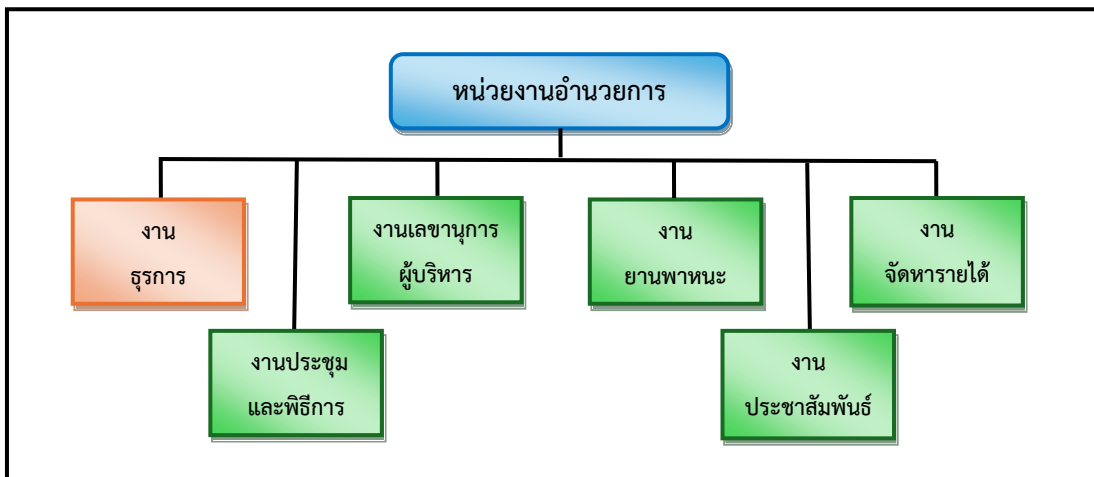 หน่วยงานอำนวยการ
งาน
ธุรการ
งานเลขานุการ
ผู้บริหาร
งาน
ยานพาหนะ
งาน
จัดหารายได้
งานประชุม
และพิธีการ
งาน
ประชาสัมพันธ์